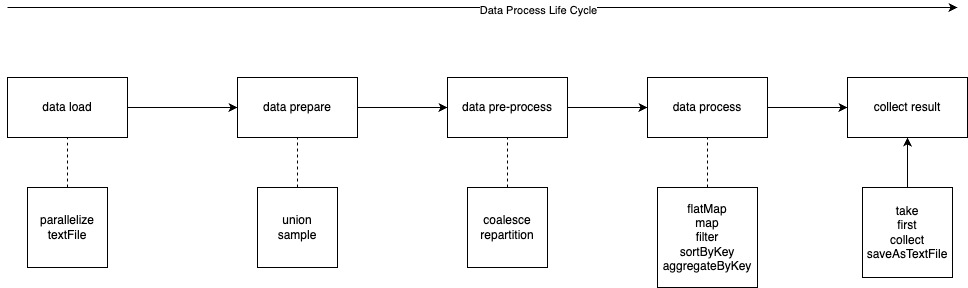 Data Process Life Cycle
data load
data prepare
data pre-process
data process
collect result
parallelize
textFile
union
sample
coalesce
repartition
flatMap
map
filter
sortByKey
aggregateByKey
take
first
collect
saveAsTextFile